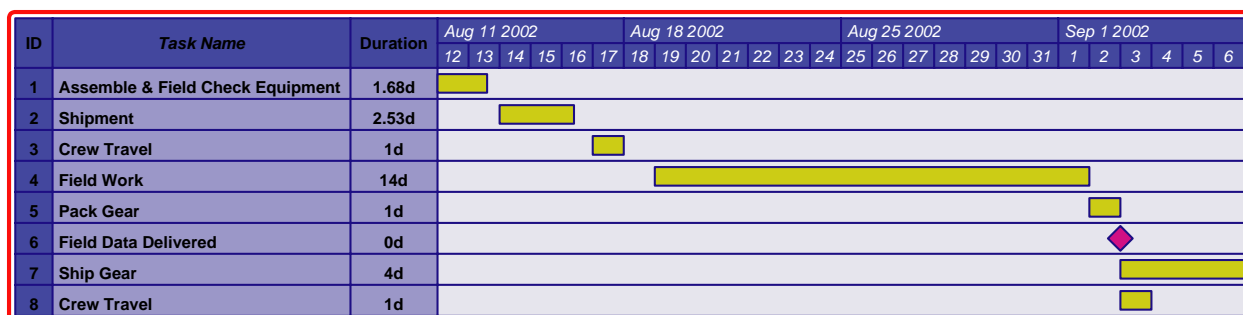 ID Task Name Duration Aug 11 2002 Aug 18 2002 Aug 25 2002 Sep 1 2002
12 13 14 15 16 17 18 19 20 21 22 23 24 25 26 27 28 29 30 31 1 2 3 4 5 6
1 Assemble & Field Check Equipment 1.68d
2 Shipment 2.53d
3 Crew Travel 1d
4 Field Work 14d
5 Pack Gear 1d
6 Field Data Delivered 0d
7 Ship Gear 4d
8 Crew Travel 1d